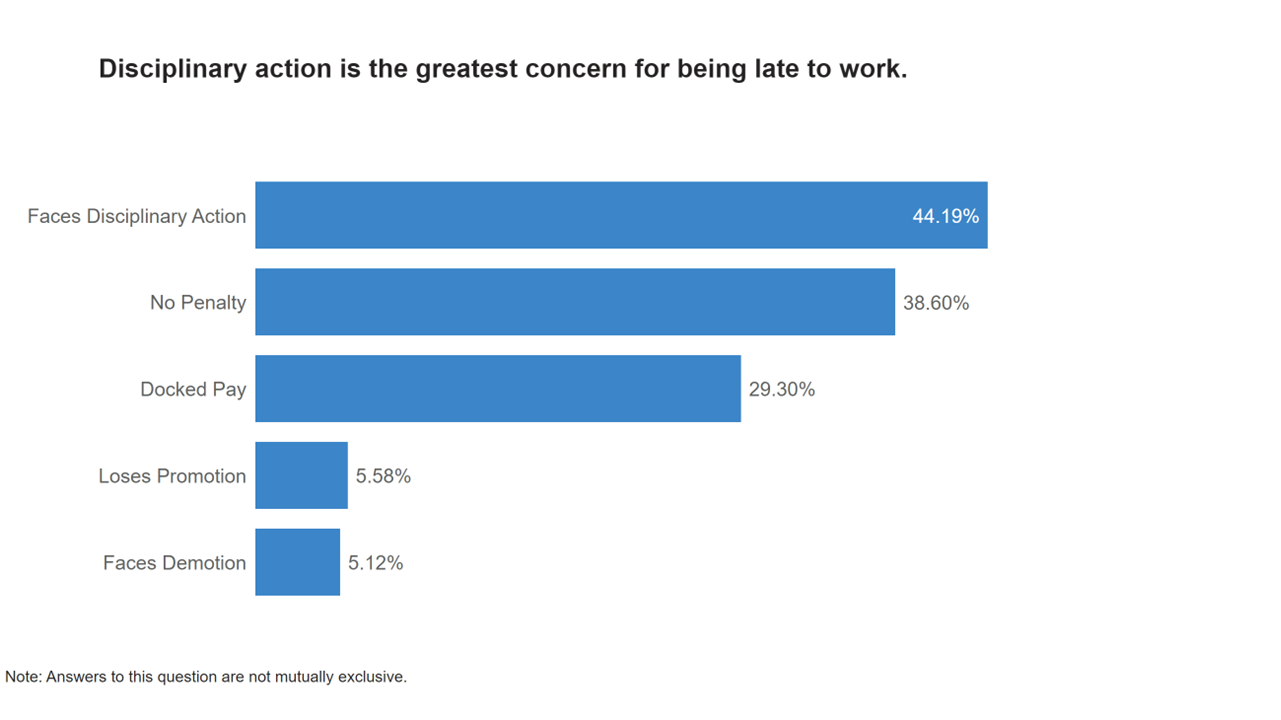 Disciplinary action is the greatest concern for being late to work.
Faces Disciplinary Action 44.19%
No Penalty 38.60%
Docked Pay 29.30%
Loses Promotion 5.58%
Faces Demotion 5.12%
Note: Answers to this question are not mutually exclusive.